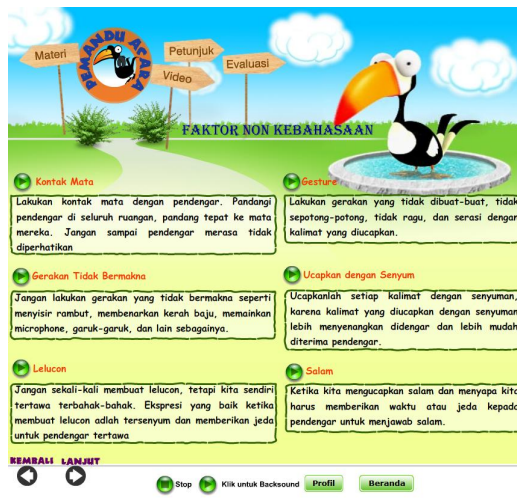 Materi
PEMANDU ACARA
Petunjuk
Video
Evaluasi
FAKTOR NON KEBAHASAAN
Kontak Mata
Lakukan kontak mata dengan pendengar. Pandangi
pendengar di seluruh ruangan, pandang tepat ke mata
mereka. Jangan sampai pendengar merasa tidak
diperhatikan
Gesture
Lakukan gerakan yang tidak dibuat-buat, tidak
sepotong-potong, tidak ragu, dan serasi dengan
kalimat yang diucapkan.
Gerakan Tidak Bermakna
Jangan lakukan gerakan yang tidak bermakna seperti
menyisir rambut, membenarkan kerah baju, memainkan
microphone, garuk-garuk, dan lain sebagainya.
Ucapkan dengan Senyum
Ucapkanlah setiap kalimat dengan senyuman,
karena kalimat yang diucapkan dengan senyuman
lebih menyenangkan didengar dan lebih mudah
diterima pendengar.
Lelucon
Jangan sekali-kali membuat lelucon, tetapi kita sendiri
tertawa terbahak-bahak. Ekspresi yang baik ketika
membuat lelucon adlah tersenyum dan memberikan jeda
untuk pendengar tertawa
Salam
Ketika kita mengucapkan salam dan menyapa kita
harus memberikan waktu atau jeda kepada
pendengar untuk menjawab salam.
KEMBALI LANJUT
Stop
Klik untuk Backsound
Profil
Beranda